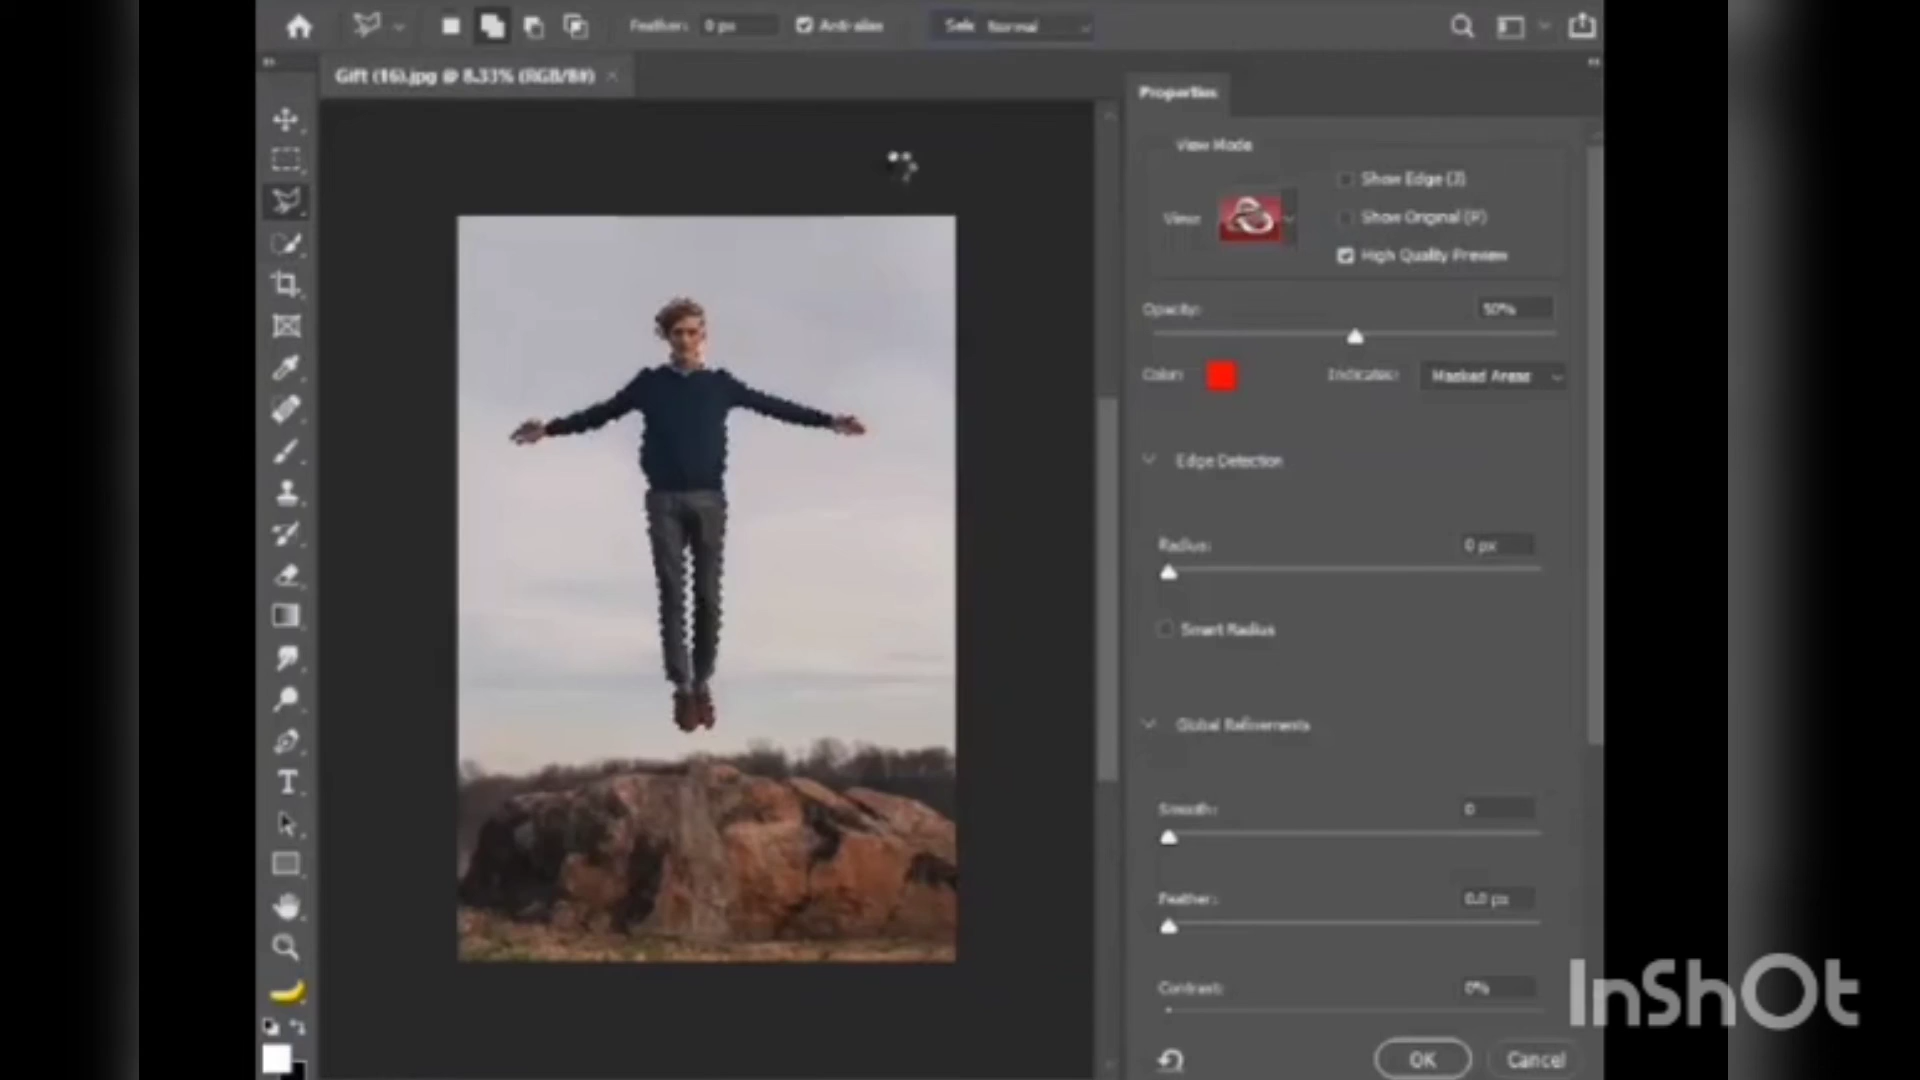 Feather: 0 px Anti-alias Sele Normal
Gift (16).jpg @ 8.33% (RGB/8#) ×
Properties
View Mode
Show Edge (J)
View:
Show Original (P)
High Quality Preview
Opacity: 50%
Color: Indicates: Masked Areas
Edge Detection
Radius: 0 px
Smart Radius
Global Refinements
Smooth: 0
Feather: 0.0 px
Contrast: 0%
OK Cancel
InShOt